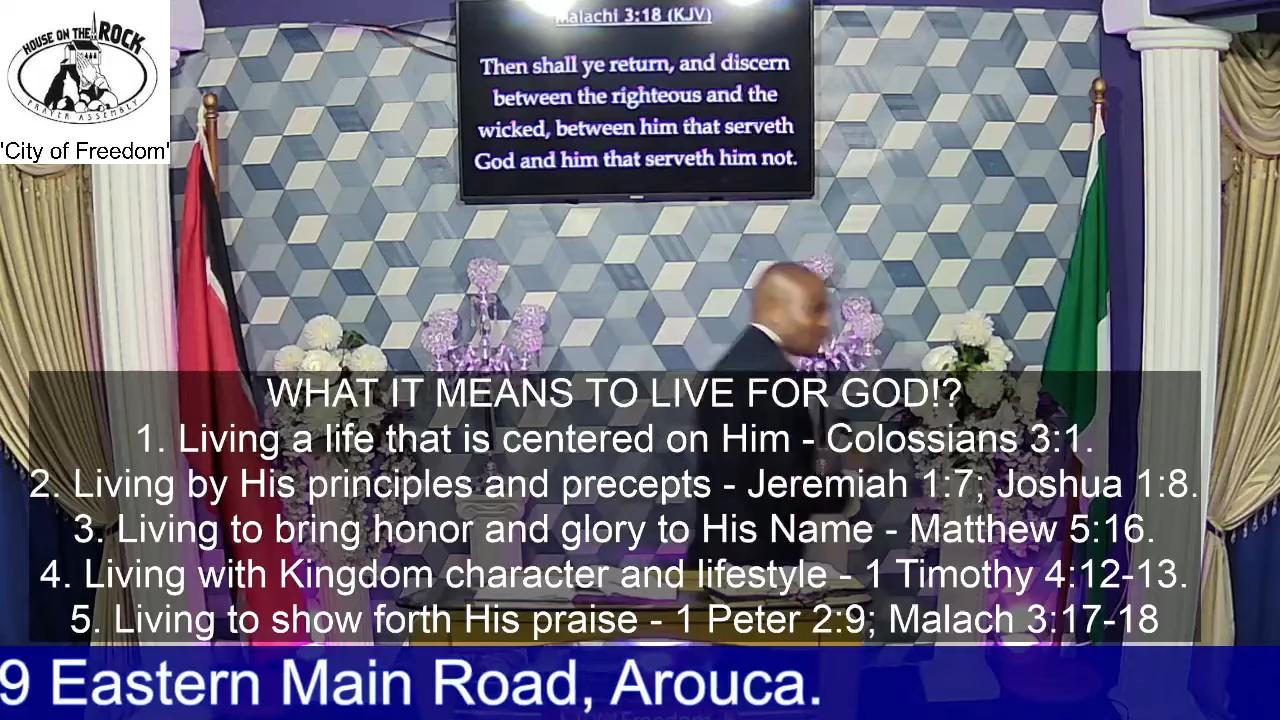 HOUSE ON THE ROCK
PRAYER ASSEMBLY
'City of Freedom'
Malachi 3:18 (KJV)
Then shall ye return, and discern
between the righteous and the
wicked, between him that serveth
God and him that serveth him not.
WHAT IT MEANS TO LIVE FOR GOD!?
1. Living a life that is centered on Him - Colossians 3:1.
2. Living by His principles and precepts - Jeremiah 1:7; Joshua 1:8.
3. Living to bring honor and glory to His Name - Matthew 5:16.
4. Living with Kingdom character and lifestyle - 1 Timothy 4:12-13.
5. Living to show forth His praise - 1 Peter 2:9; Malach 3:17-18
9 Eastern Main Road, Arouca.